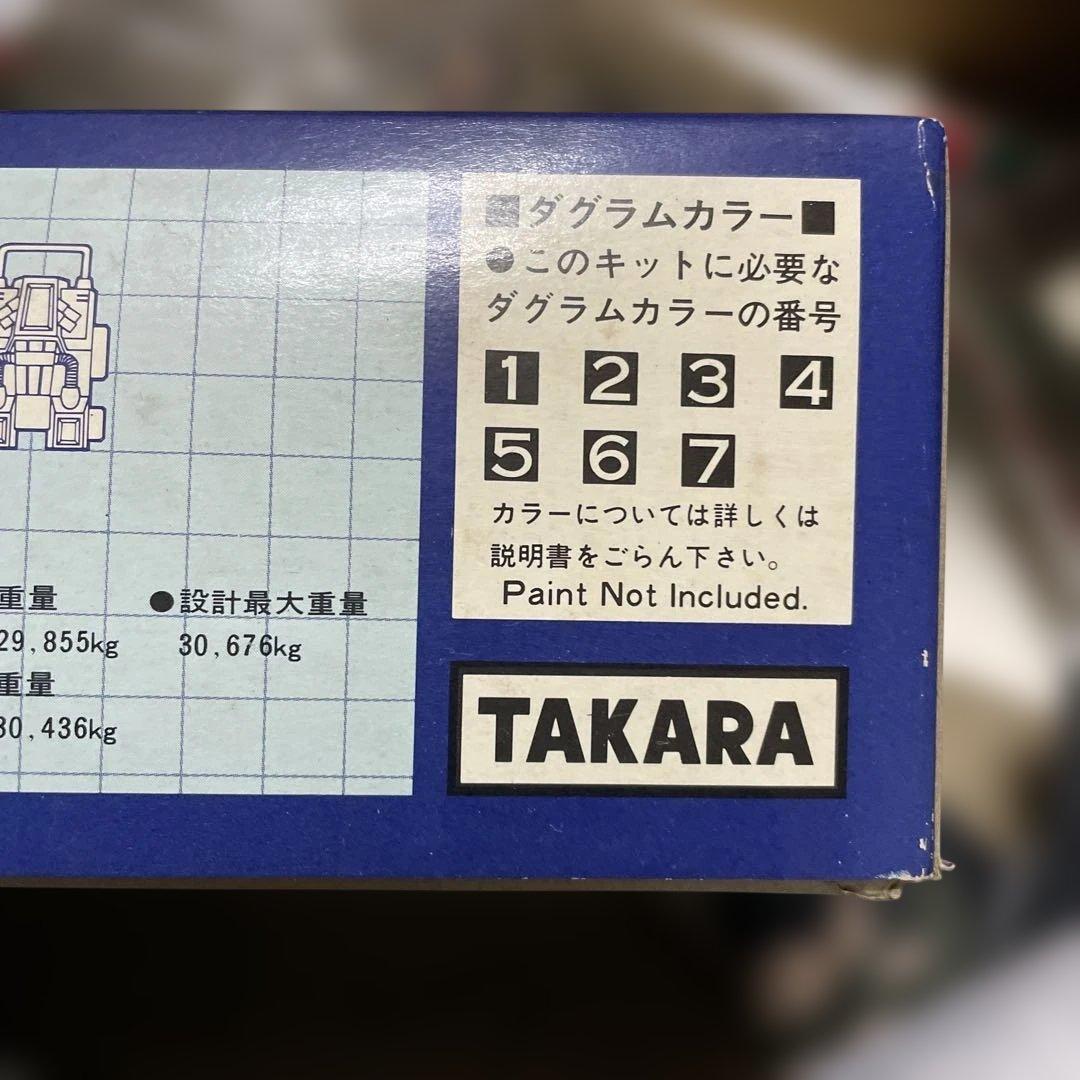 ■ダグラムカラー■
●このキットに必要な
ダグラムカラーの番号
1 2 3 4
5 6 7
カラーについては詳しくは
説明書をごらん下さい。
Paint Not Included.
重量
29,855kg
重量
30,436kg
●設計最大重量
30,676kg
TAKARA